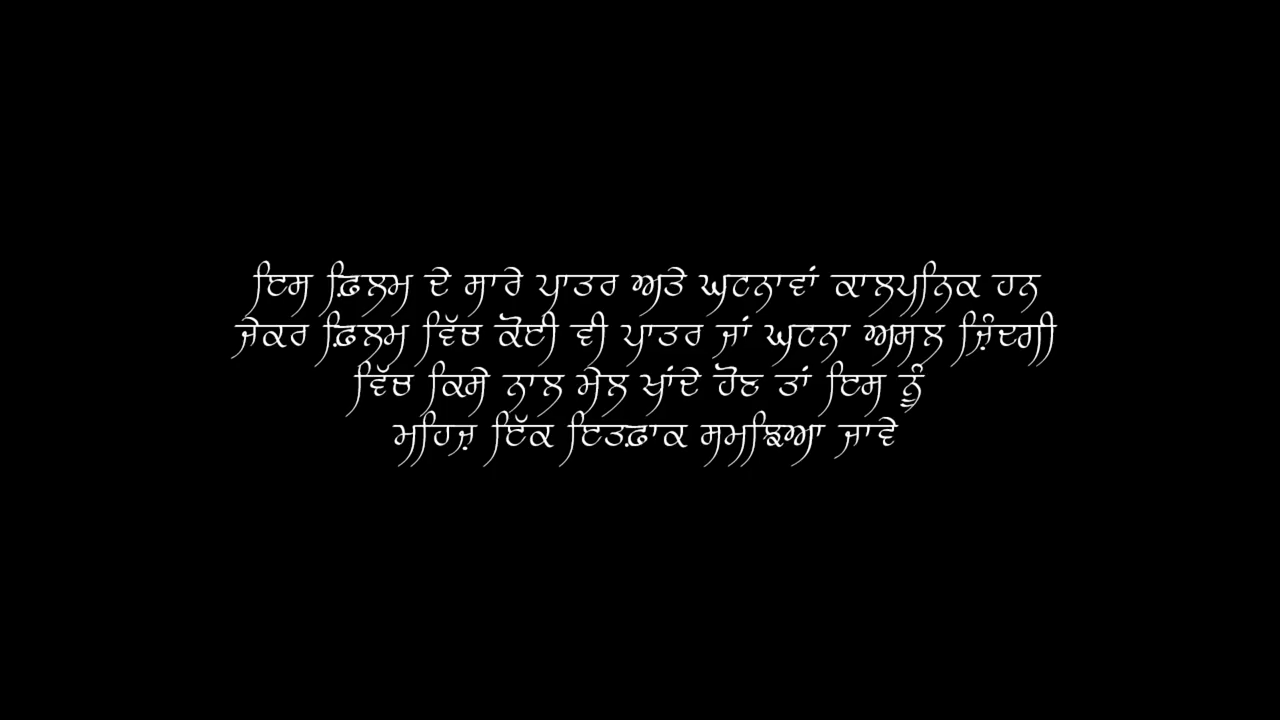 ਇਸ ਫ਼ਿਲਮ ਦੇ ਸਾਰੇ ਪਾਤਰ ਅਤੇ ਘਟਨਾਵਾਂ ਕਾਲਪਨਿਕ ਹਨ
ਜੇਕਰ ਫ਼ਿਲਮ ਵਿੱਚ ਕੋਈ ਵੀ ਪਾਤਰ ਜਾਂ ਘਟਨਾ ਅਸਲ ਜ਼ਿੰਦਗੀ
ਵਿੱਚ ਕਿਸੇ ਨਾਲ ਮੇਲ ਖਾਂਦੇ ਹੋਣ ਤਾਂ ਇਸ ਨੂੰ
ਮਹਿਜ਼ ਇੱਕ ਇਤਫ਼ਾਕ ਸਮਝਿਆ ਜਾਵੇ